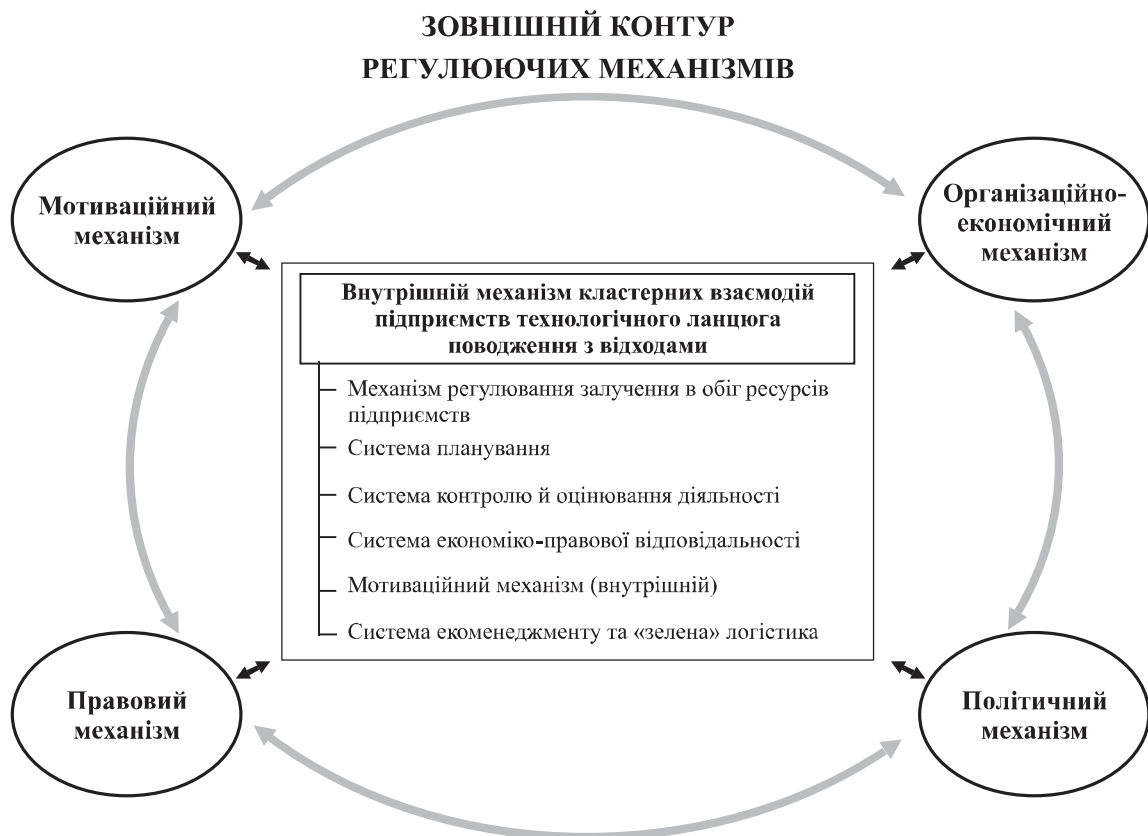 ЗОВНІШНІЙ КОНТУР
РЕГУЛЮЮЧИХ МЕХАНІЗМІВ
Мотиваційний
механізм
Організаційно-
економічний
механізм
Внутрішній механізм кластерних взаємодій
підприємств технологічного ланцюга
поводження з відходами
Механізм регулювання залучення в обіг ресурсів
підприємств
Система планування
Система контролю й оцінювання діяльності
Система економіко-правової відповідальності
Мотиваційний механізм (внутрішній)
Система екоменеджменту та «зелена» логістика
Правовий
механізм
Політичний
механізм